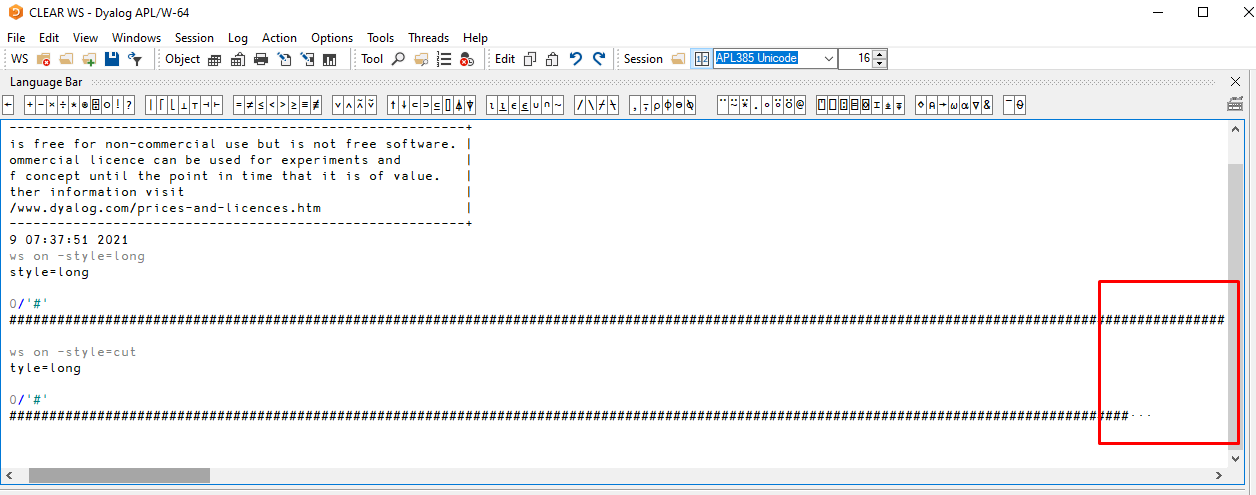 CLEAR WS - Dyalog APL/W-64
File Edit View Windows Session Log Action Options Tools Threads Help
WS Object Tool Edit Session APL385 Unicode 16
Language Bar
← + - × ÷ * ⍟ ⌹ ○ ! ? | ⌈ ⌊ ⊥ ⊤ ⊣ ⊢ = ≠ ≤ < > ≥ ≡ ≢ ∨ ∧ ⍲ ⍱ ↑ ↓ ⊂ ⊃ ⊆ ⌷ ⍋ ⍒ ⍳ ⍸ ∊ ⍷ ∪ ∩ ~ / \ ⌿ ⍀ , ⍪ ⍴ ⌽ ⊖ ⍉ ¨ ⍨ ⍣ . ∘ ⍤ ⍥ @ ⍞ ⎕ ⍠ ⌸ ⌺ ⌶ ⍎ ⍕ ⋄ ⍝ → ⍵ ⍺ ∇ & ¯ ⍬
---------------------------------------------------------+
is free for non-commercial use but is not free software. |
ommercial licence can be used for experiments and |
f concept until the point in time that it is of value. |
ther information visit |
/www.dyalog.com/prices-and-licences.htm |
---------------------------------------------------------+
9 07:37:51 2021
ws on -style=long
style=long
0/'#'
########################################################################################################################################################
ws on -style=cut
tyle=long
0/'#'
############################################################################################################################################···